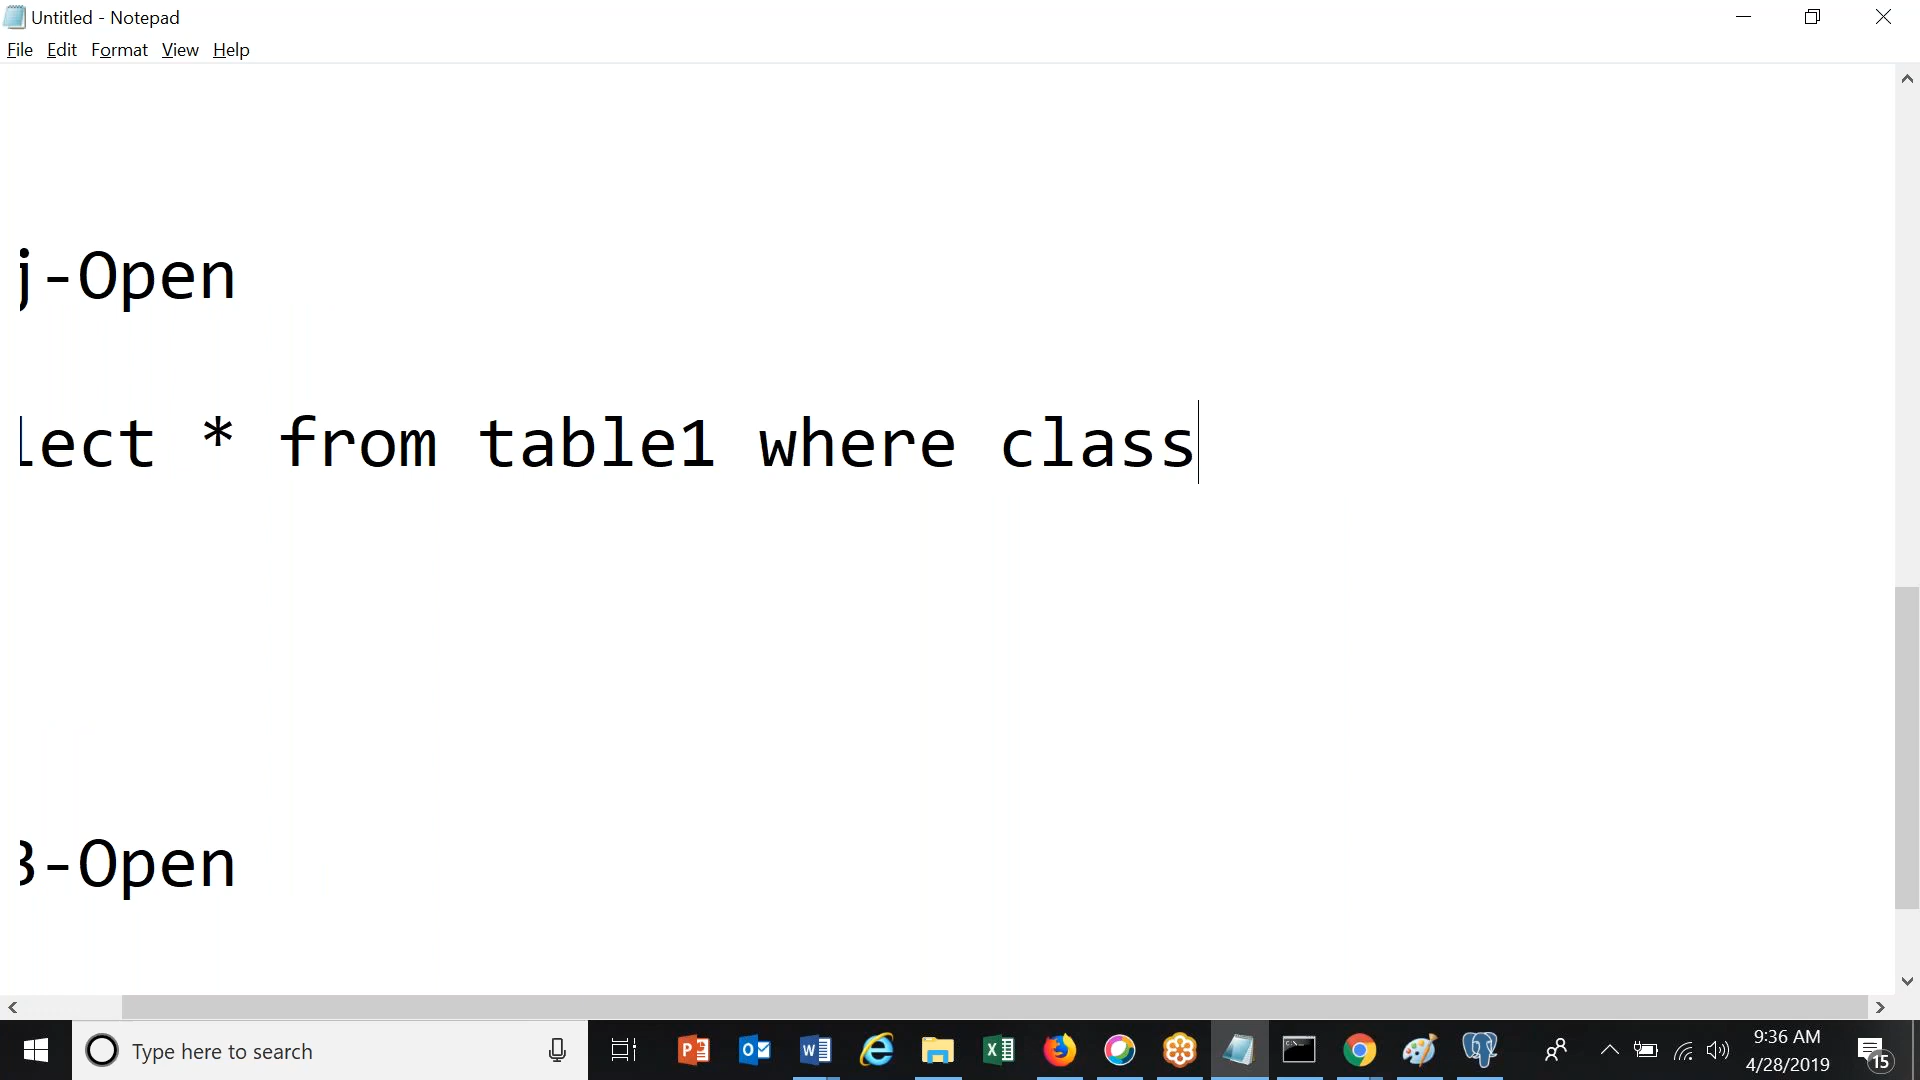 Untitled - Notepad
File Edit Format View Help
j-Open
lect * from table1 where class
3-Open
Type here to search
9:36 AM
4/28/2019
15